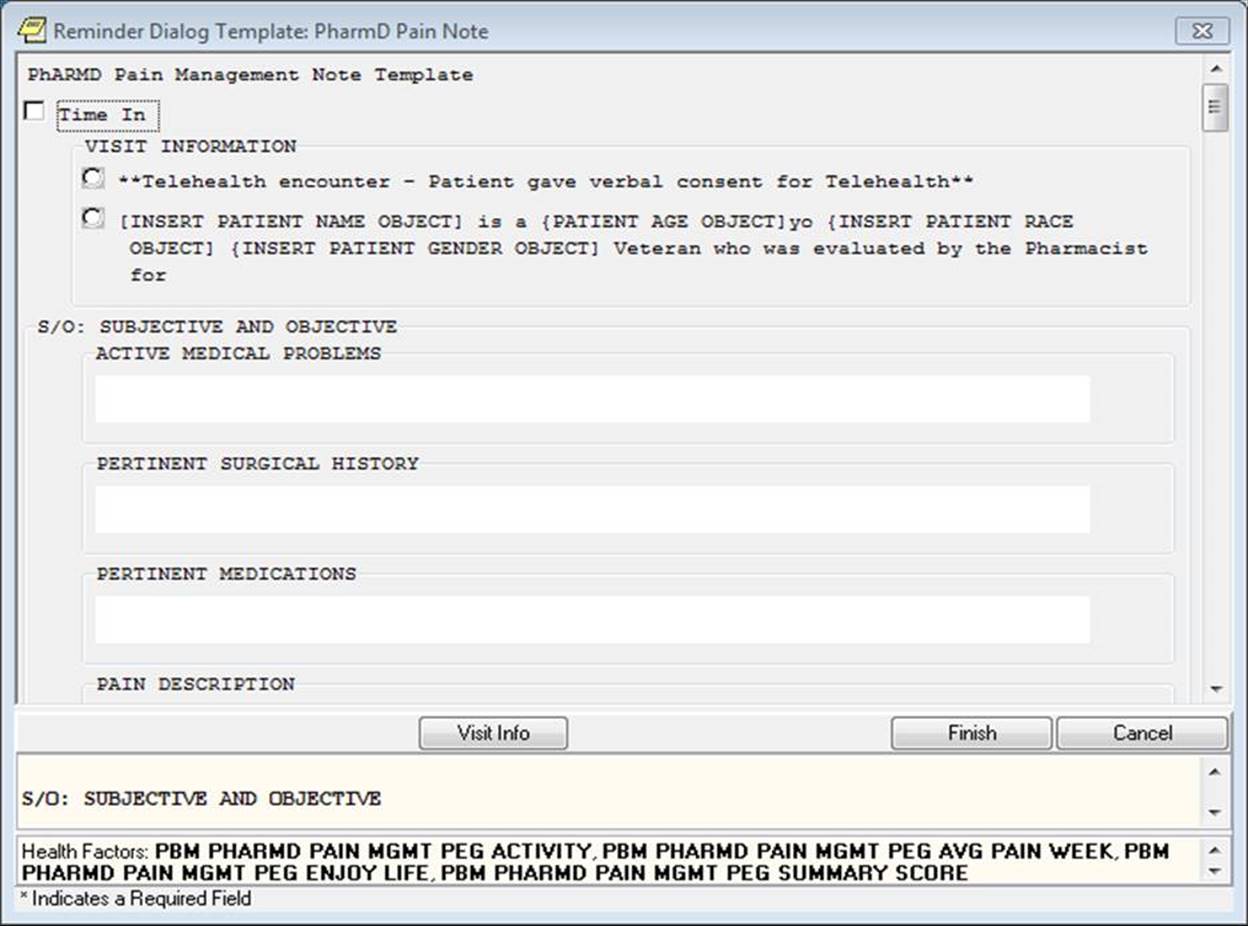 Reminder Dialog Template: PharmD Pain Note
PhARMD Pain Management Note Template
Time In
VISIT INFORMATION
**Telehealth encounter - Patient gave verbal consent for Telehealth**
[INSERT PATIENT NAME OBJECT] is a {PATIENT AGE OBJECT]yo {INSERT PATIENT RACE
OBJECT] {INSERT PATIENT GENDER OBJECT] Veteran who was evaluated by the Pharmacist
for
S/O: SUBJECTIVE AND OBJECTIVE
ACTIVE MEDICAL PROBLEMS
PERTINENT SURGICAL HISTORY
PERTINENT MEDICATIONS
PAIN DESCRIPTION
Visit Info
Finish
Cancel
S/O: SUBJECTIVE AND OBJECTIVE
Health Factors: PBM PHARMD PAIN MGMT PEG ACTIVITY, PBM PHARMD PAIN MGMT PEG AVG PAIN WEEK, PBM
PHARMD PAIN MGMT PEG ENJOY LIFE, PBM PHARMD PAIN MGMT PEG SUMMARY SCORE
* Indicates a Required Field